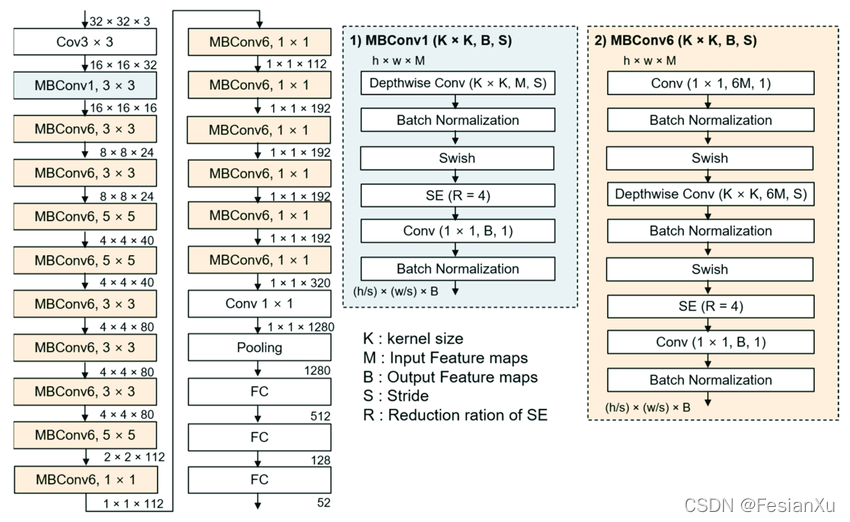 32 × 32 × 3
Cov3 × 3
16 × 16 × 32
MBConv1, 3 × 3
16 × 16 × 16
MBConv6, 3 × 3
8 × 8 × 24
MBConv6, 3 × 3
8 × 8 × 24
MBConv6, 5 × 5
4 × 4 × 40
MBConv6, 5 × 5
4 × 4 × 40
MBConv6, 3 × 3
4 × 4 × 80
MBConv6, 3 × 3
4 × 4 × 80
MBConv6, 3 × 3
4 × 4 × 80
MBConv6, 5 × 5
2 × 2 × 112
MBConv6, 1 × 1
1 × 1 × 112
MBConv6, 1 × 1
1 × 1 × 112
MBConv6, 1 × 1
1 × 1 × 192
MBConv6, 1 × 1
1 × 1 × 192
MBConv6, 1 × 1
1 × 1 × 192
MBConv6, 1 × 1
1 × 1 × 192
MBConv6, 1 × 1
1 × 1 × 320
Conv 1 × 1
1 × 1 × 1280
Pooling
1280
FC
512
FC
128
FC
52
1) MBConv1 (K × K, B, S)
h × w × M
Depthwise Conv (K × K, M, S)
Batch Normalization
Swish
SE (R = 4)
Conv (1 × 1, B, 1)
Batch Normalization
(h/s) × (w/s) × B
K : kernel size
M : Input Feature maps
B : Output Feature maps
S : Stride
R : Reduction ration of SE
2) MBConv6 (K × K, B, S)
h × w × M
Conv (1 × 1, 6M, 1)
Batch Normalization
Swish
Depthwise Conv (K × K, 6M, S)
Batch Normalization
Swish
SE (R = 4)
Conv (1 × 1, B, 1)
Batch Normalization
(h/s) × (w/s) × B
CSDN @FesianXu